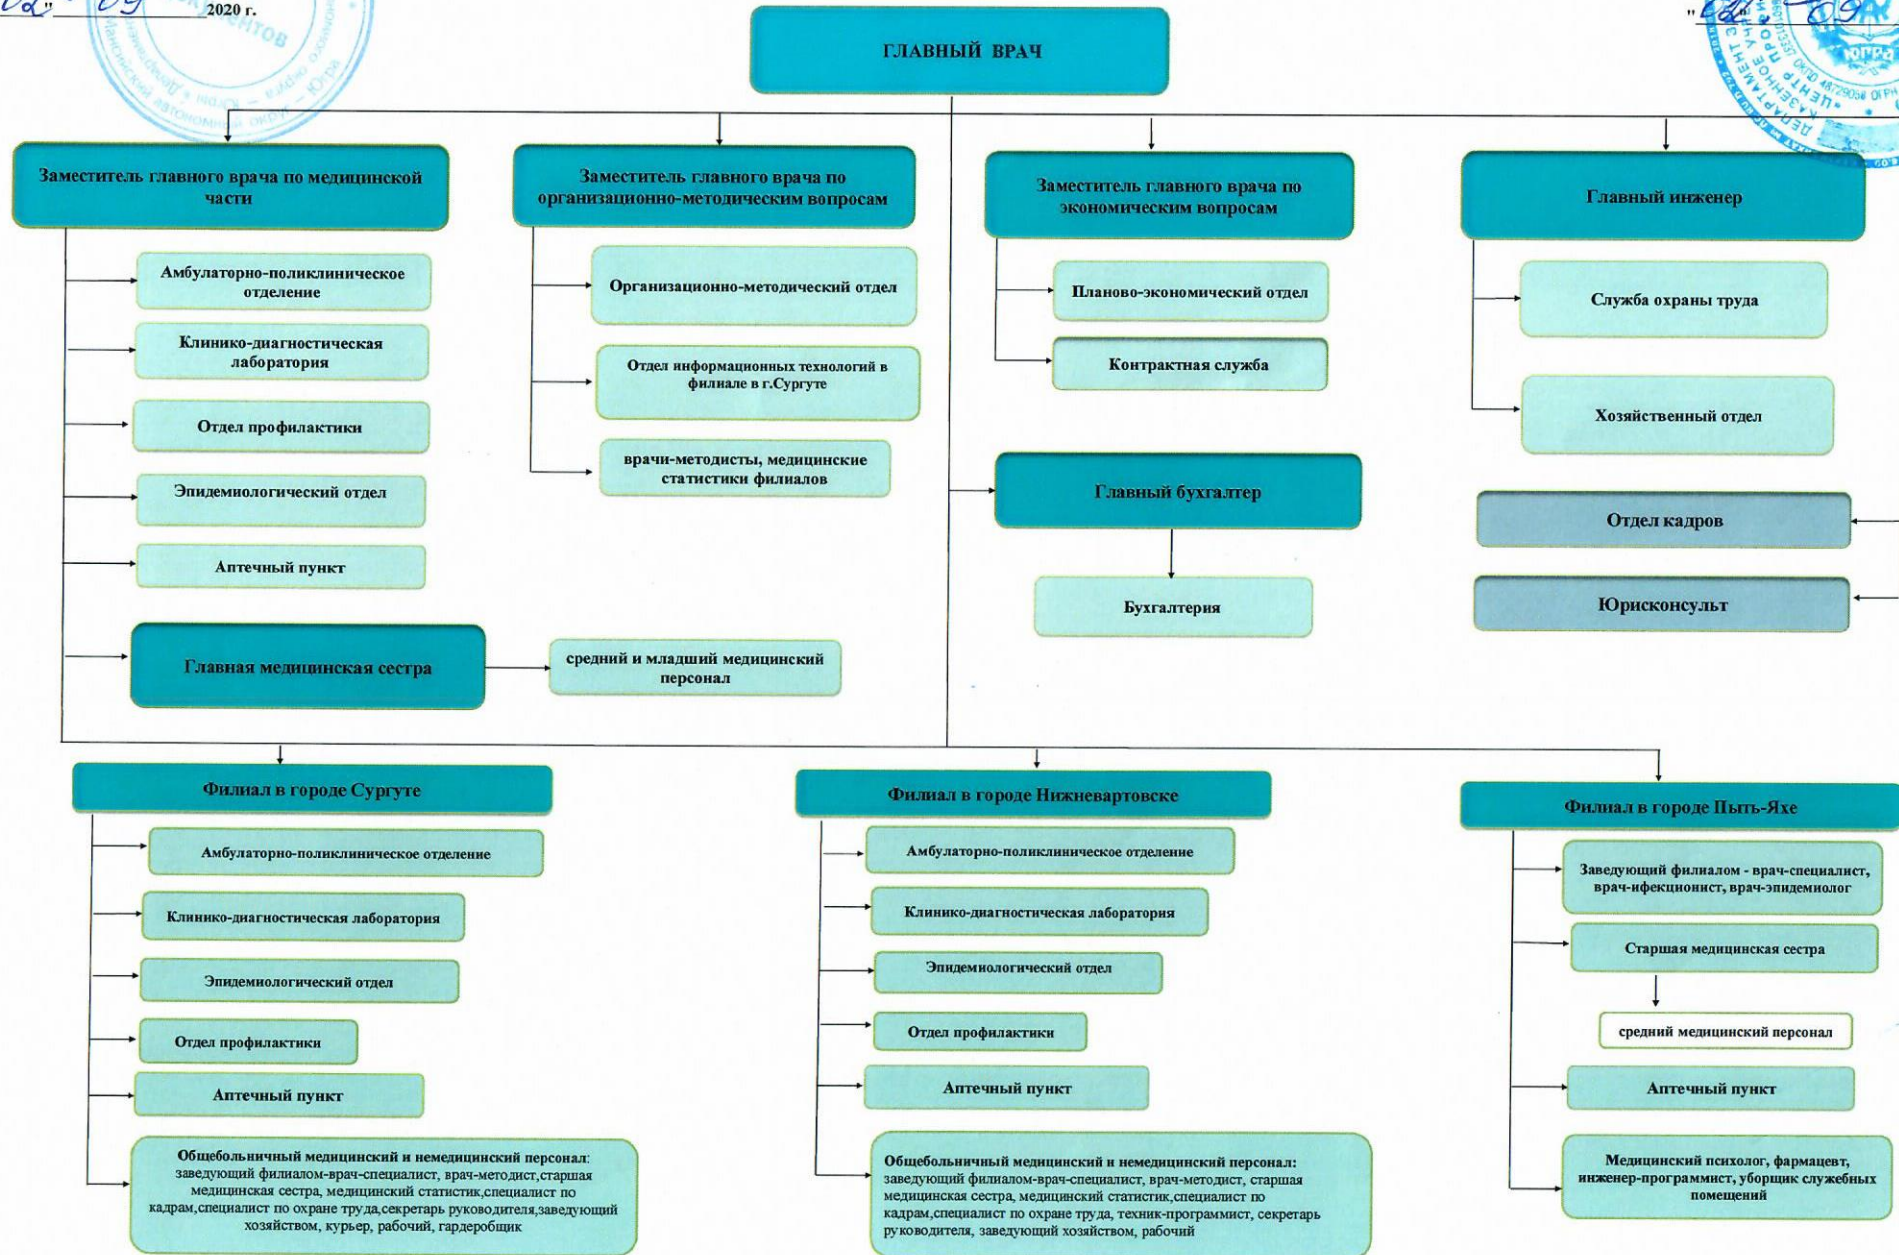 "02" 09 2020 г.
"02" 09
ГЛАВНЫЙ ВРАЧ
Заместитель главного врача по медицинской
части
Заместитель главного врача по
организационно-методическим вопросам
Заместитель главного врача по
экономическим вопросам
Главный инженер
Амбулаторно-поликлиническое
отделение
Клинико-диагностическая
лаборатория
Отдел профилактики
Эпидемиологический отдел
Аптечный пункт
Главная медицинская сестра
средний и младший медицинский
персонал
Организационно-методический отдел
Отдел информационных технологий в
филиале в г.Сургуте
врачи-методисты, медицинские
статистики филиалов
Планово-экономический отдел
Контрактная служба
Главный бухгалтер
Бухгалтерия
Служба охраны труда
Хозяйственный отдел
Отдел кадров
Юрисконсульт
Филиал в городе Сургуте
Амбулаторно-поликлиническое отделение
Клинико-диагностическая лаборатория
Эпидемиологический отдел
Отдел профилактики
Аптечный пункт
Общебольничный медицинский и немедицинский персонал:
заведующий филиалом-врач-специалист, врач-методист,старшая
медицинская сестра, медицинский статистик,специалист по
кадрам,специалист по охране труда,секретарь руководителя,заведующий
хозяйством, курьер, рабочий, гардеробщик
Филиал в городе Нижневартовске
Амбулаторно-поликлиническое отделение
Клинико-диагностическая лаборатория
Эпидемиологический отдел
Отдел профилактики
Аптечный пункт
Общебольничный медицинский и немедицинский персонал:
заведующий филиалом-врач-специалист, врач-методист, старшая
медицинская сестра, медицинский статистик,специалист по
кадрам,специалист по охране труда, техник-программист, секретарь
руководителя, заведующий хозяйством, рабочий
Филиал в городе Пыть-Яхе
Заведующий филиалом - врач-специалист,
врач-ифекционист, врач-эпидемиолог
Старшая медицинская сестра
средний медицинский персонал
Аптечный пункт
Медицинский психолог, фармацевт,
инженер-программист, уборщик служебных
помещений